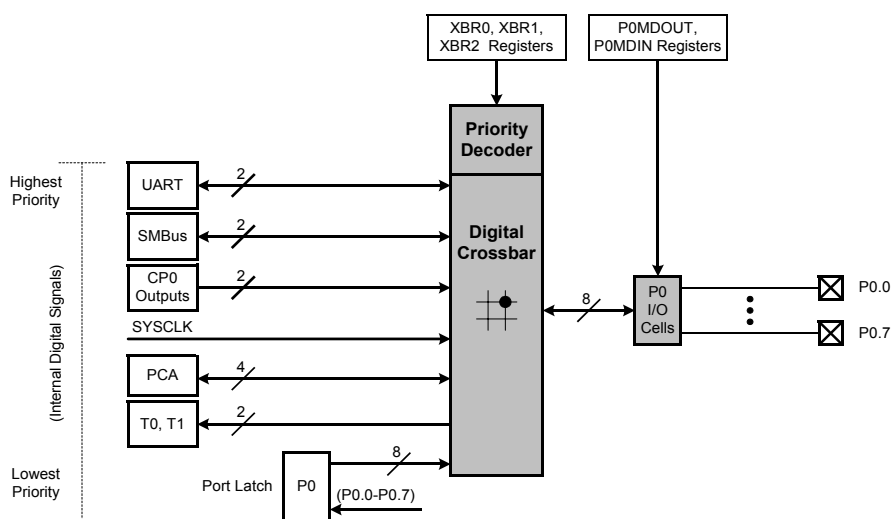 XBR0, XBR1,
XBR2 Registers
P0MDOUT,
P0MDIN Registers
Priority
Decoder
Highest
Priority
UART
2
SMBus
2
Digital
Crossbar
CP0
Outputs
2
8
P0
I/O
Cells
P0.0
P0.7
SYSCLK
(Internal Digital Signals)
PCA
4
T0, T1
2
Lowest
Priority
Port Latch
P0
8
(P0.0-P0.7)